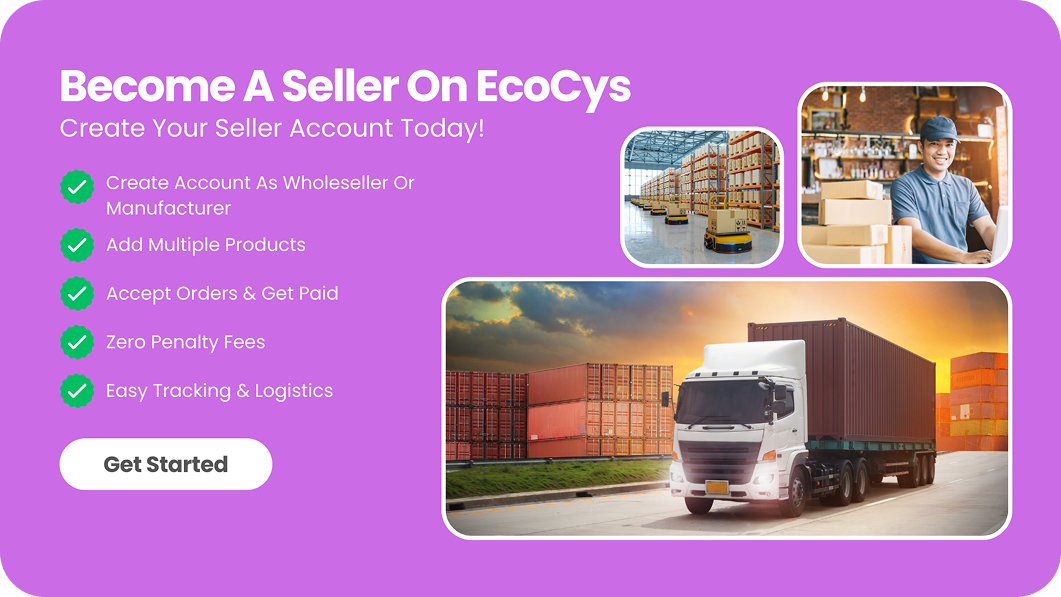 Become A Seller On EcoCys
Create Your Seller Account Today!
Create Account As Wholeseller Or
Manufacturer
Add Multiple Products
Accept Orders & Get Paid
Zero Penalty Fees
Easy Tracking & Logistics
Get Started